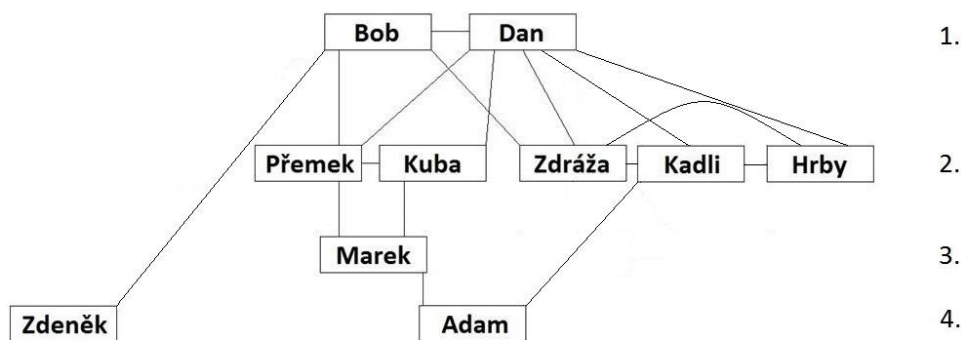 Bob Dan 1.
Přemek Kuba Zdráža Kadli Hrby 2.
Marek 3.
Zdeněk Adam 4.